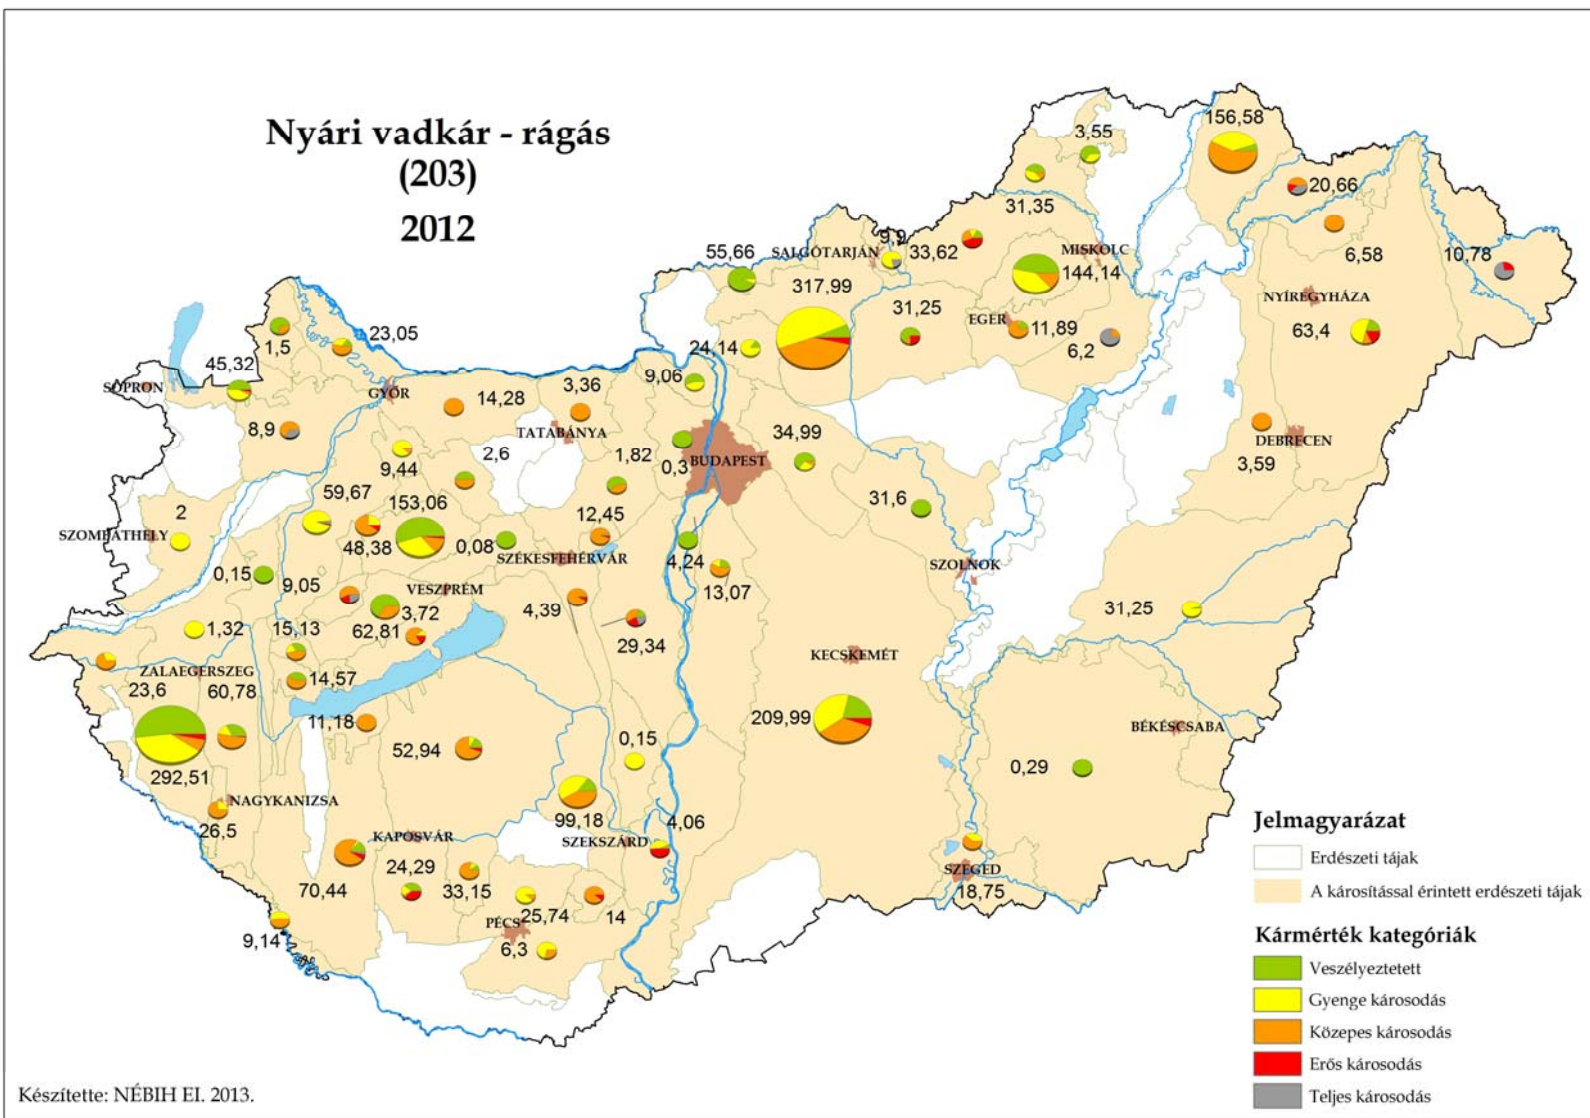 Nyári vadkár - rágás
(203)
2012
156,58
3,55
20,66
31,35
9,9
55,66
SALGÓTARJÁN
33,62
MISKOLC
6,58
10,78
317,99
144,14
NYÍREGYHÁZA
31,25
EGER
11,89
63,4
23,05
1,5
24,14
6,2
45,32
9,06
SOPRON
GYŐR
14,28
3,36
8,9
TATABÁNYA
34,99
DEBRECEN
2,6
1,82
BUDAPEST
9,44
0,3
3,59
59,67
153,06
31,6
2
12,45
SZOMBATHELY
48,38
0,08
SZÉKESFEHÉRVÁR
4,24
SZOLNOK
0,15
9,05
VESZPRÉM
13,07
3,72
4,39
31,25
1,32
15,13
62,81
29,34
KECSKEMÉT
ZALAEGERSZEG
14,57
23,6
60,78
11,18
209,99
BÉKÉSCSABA
52,94
0,15
292,51
0,29
NAGYKANIZSA
26,5
99,18
4,06
KAPOSVÁR
SZEKSZÁRD
24,29
SZEGED
70,44
33,15
18,75
25,74
14
PÉCS
9,14
6,3
Jelmagyarázat
Erdészeti tájak
A károsítással érintett erdészeti tájak
Kármérték kategóriák
Veszélyeztetett
Gyenge károsodás
Közepes károsodás
Erős károsodás
Teljes károsodás
Készítette: NÉBIH EI. 2013.